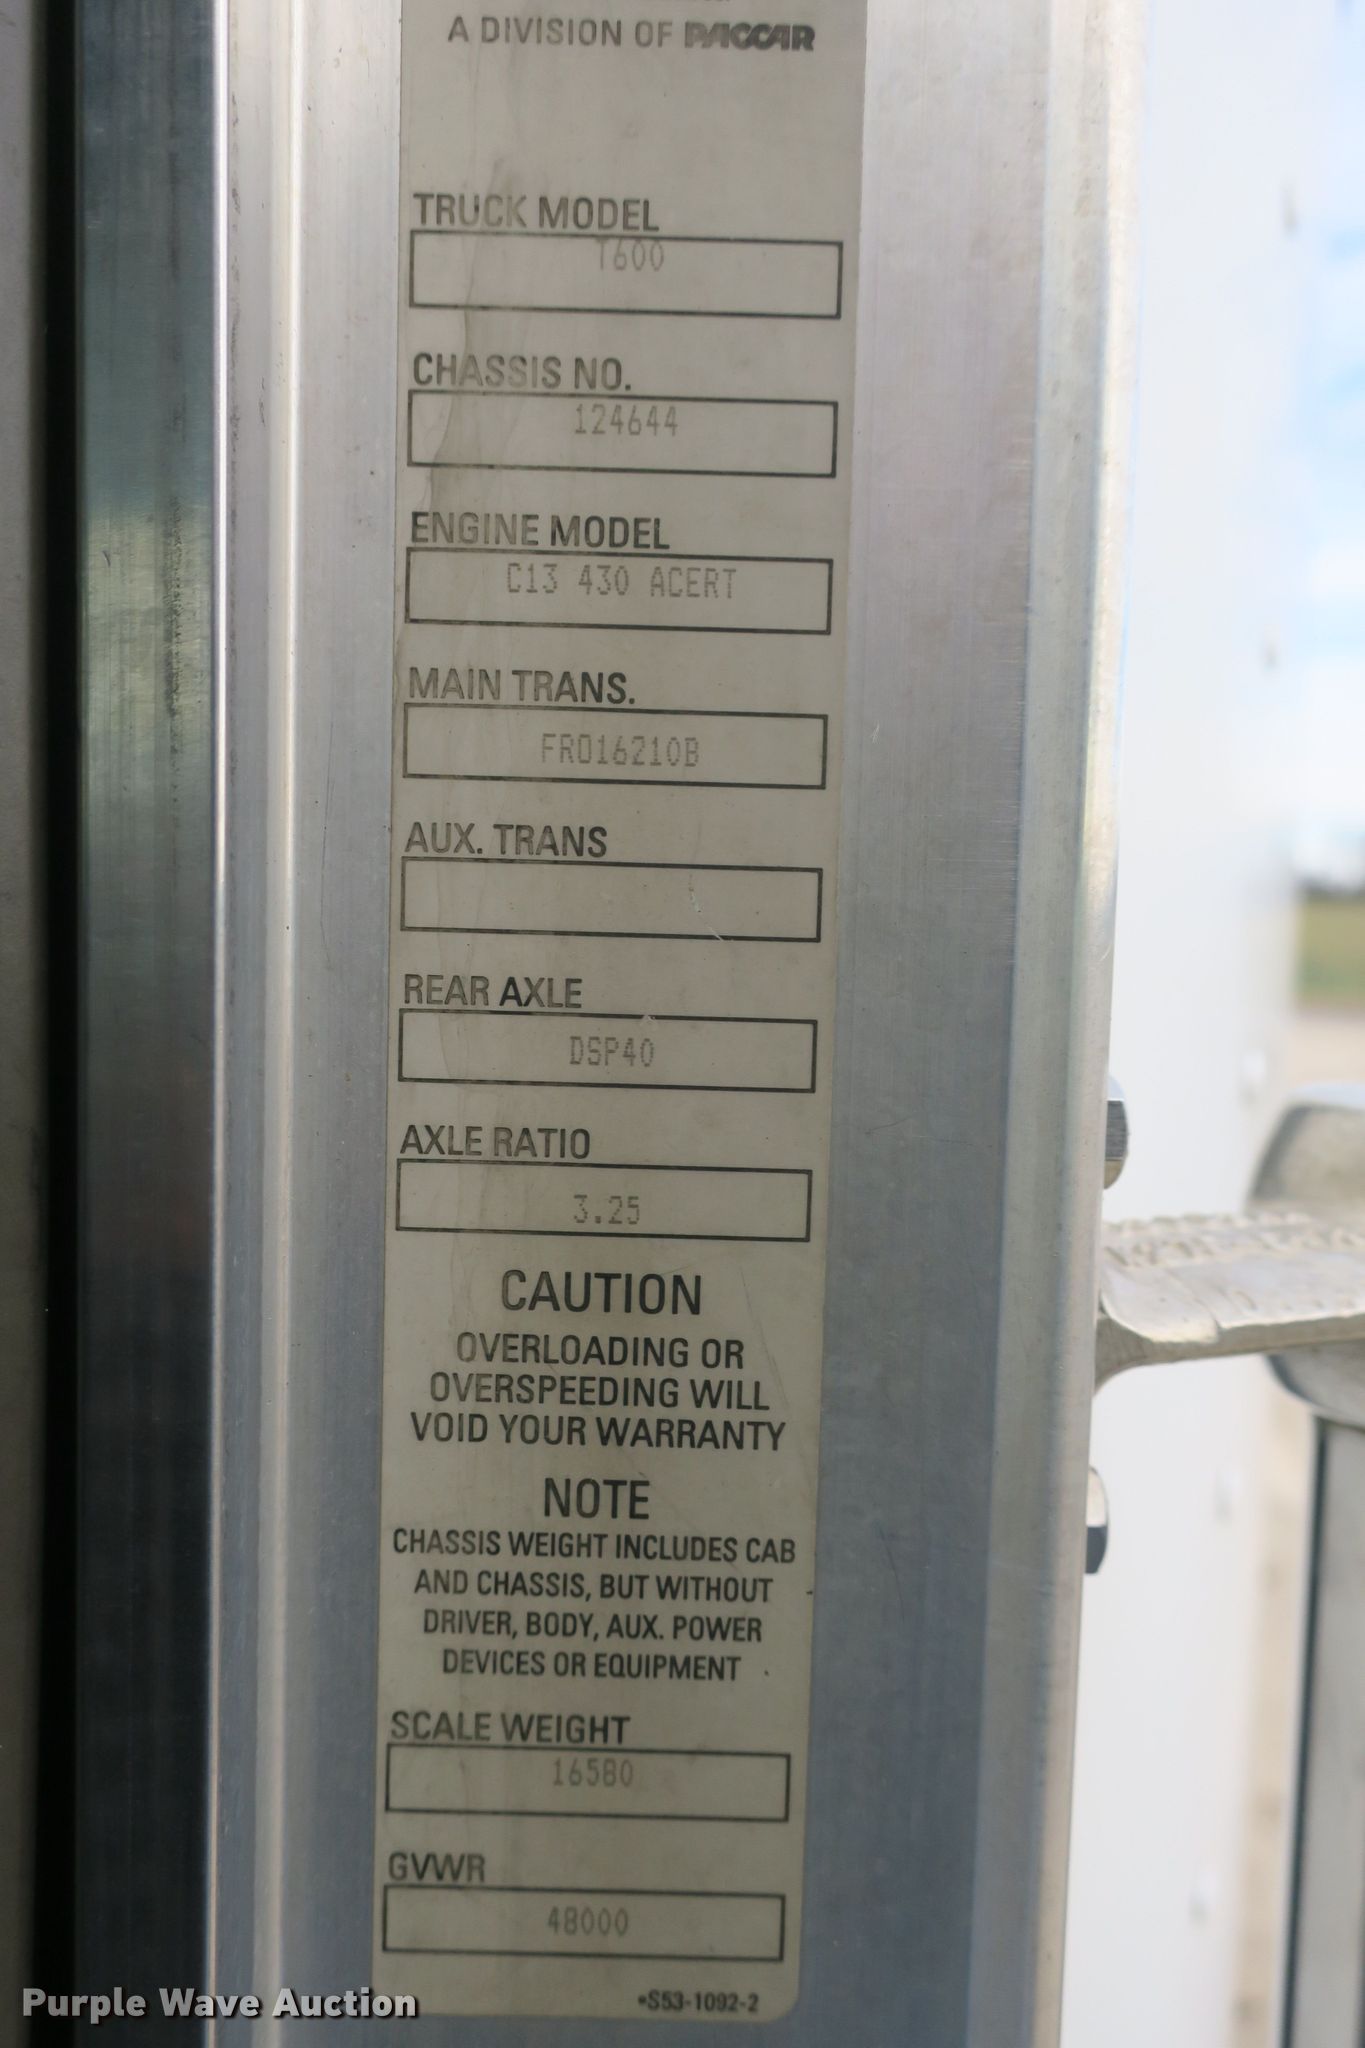 A DIVISION OF PACCAR
TRUCK MODEL
T600
CHASSIS NO.
124644
ENGINE MODEL
C13 430 ACERT
MAIN TRANS.
FRO16210B
AUX. TRANS
REAR AXLE
DSP40
AXLE RATIO
3.25
CAUTION
OVERLOADING OR
OVERSPEEDING WILL
VOID YOUR WARRANTY
NOTE
CHASSIS WEIGHT INCLUDES CAB
AND CHASSIS, BUT WITHOUT
DRIVER, BODY, AUX. POWER
DEVICES OR EQUIPMENT
SCALE WEIGHT
16580
GVWR
48000
•S53-1092-2
Purple Wave Auction